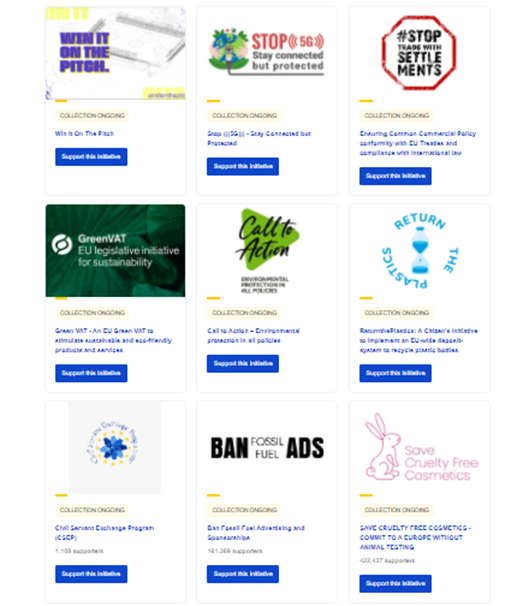 WIN IT
ON THE
PITCH.
COLLECTION ONGOING
Win It On The Pitch
Support this initiative
STOP((5G))
Stay connected
but protected
COLLECTION ONGOING
Stop (((5G))) - Stay Connected but
Protected
Support this initiative
#STOP
TRADE WITH
SETTLE
MENTS
COLLECTION ONGOING
Ensuring Common Commercial Policy
conformity with EU Treaties and
compliance with international law
Support this initiative
GreenVAT
EU legislative initiative
for sustainability
COLLECTION ONGOING
Green VAT - An EU Green VAT to
stimulate sustainable and eco-friendly
products and services
Support this initiative
Call to
Action
ENVIRONMENTAL
PROTECTION IN
ALL POLICIES
COLLECTION ONGOING
Call to Action – Environmental
protection in all policies
Support this initiative
RETURN
THE
PLASTICS
COLLECTION ONGOING
ReturnthePlastics: A Citizen's Initiative
to implement an EU-wide deposit-
system to recycle plastic bottles
Support this initiative
Civil Servant Exchange Program
COLLECTION ONGOING
Civil Servant Exchange Program
(CSEP)
supporters
Support this initiative
BAN FOSSIL FUEL ADS
COLLECTION ONGOING
Ban Fossil Fuel Advertising and
Sponsorships
supporters
Support this initiative
Save
Cruelty Free
Cosmetics
COLLECTION ONGOING
SAVE CRUELTY FREE COSMETICS -
COMMIT TO A EUROPE WITHOUT
ANIMAL TESTING
supporters
Support this initiative